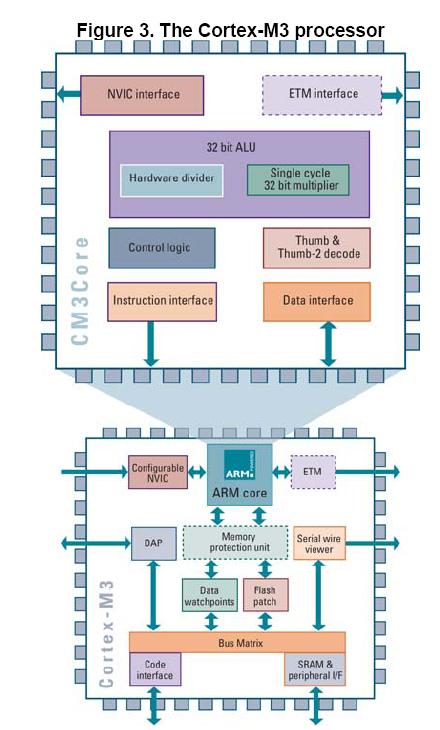 Figure 3. The Cortex-M3 processor
NVIC interface
ETM interface
32 bit ALU
Hardware divider
Single cycle
32 bit multiplier
Control logic
Thumb &
Thumb-2 decode
Instruction interface
Data interface
CM3Core
Configurable
NVIC
ARM POWERED
ARM core
ETM
DAP
Memory
protection unit
Serial wire
viewer
Data
watchpoints
Flash
patch
Cortex-M3
Bus Matrix
Code
interface
SRAM &
peripheral I/F